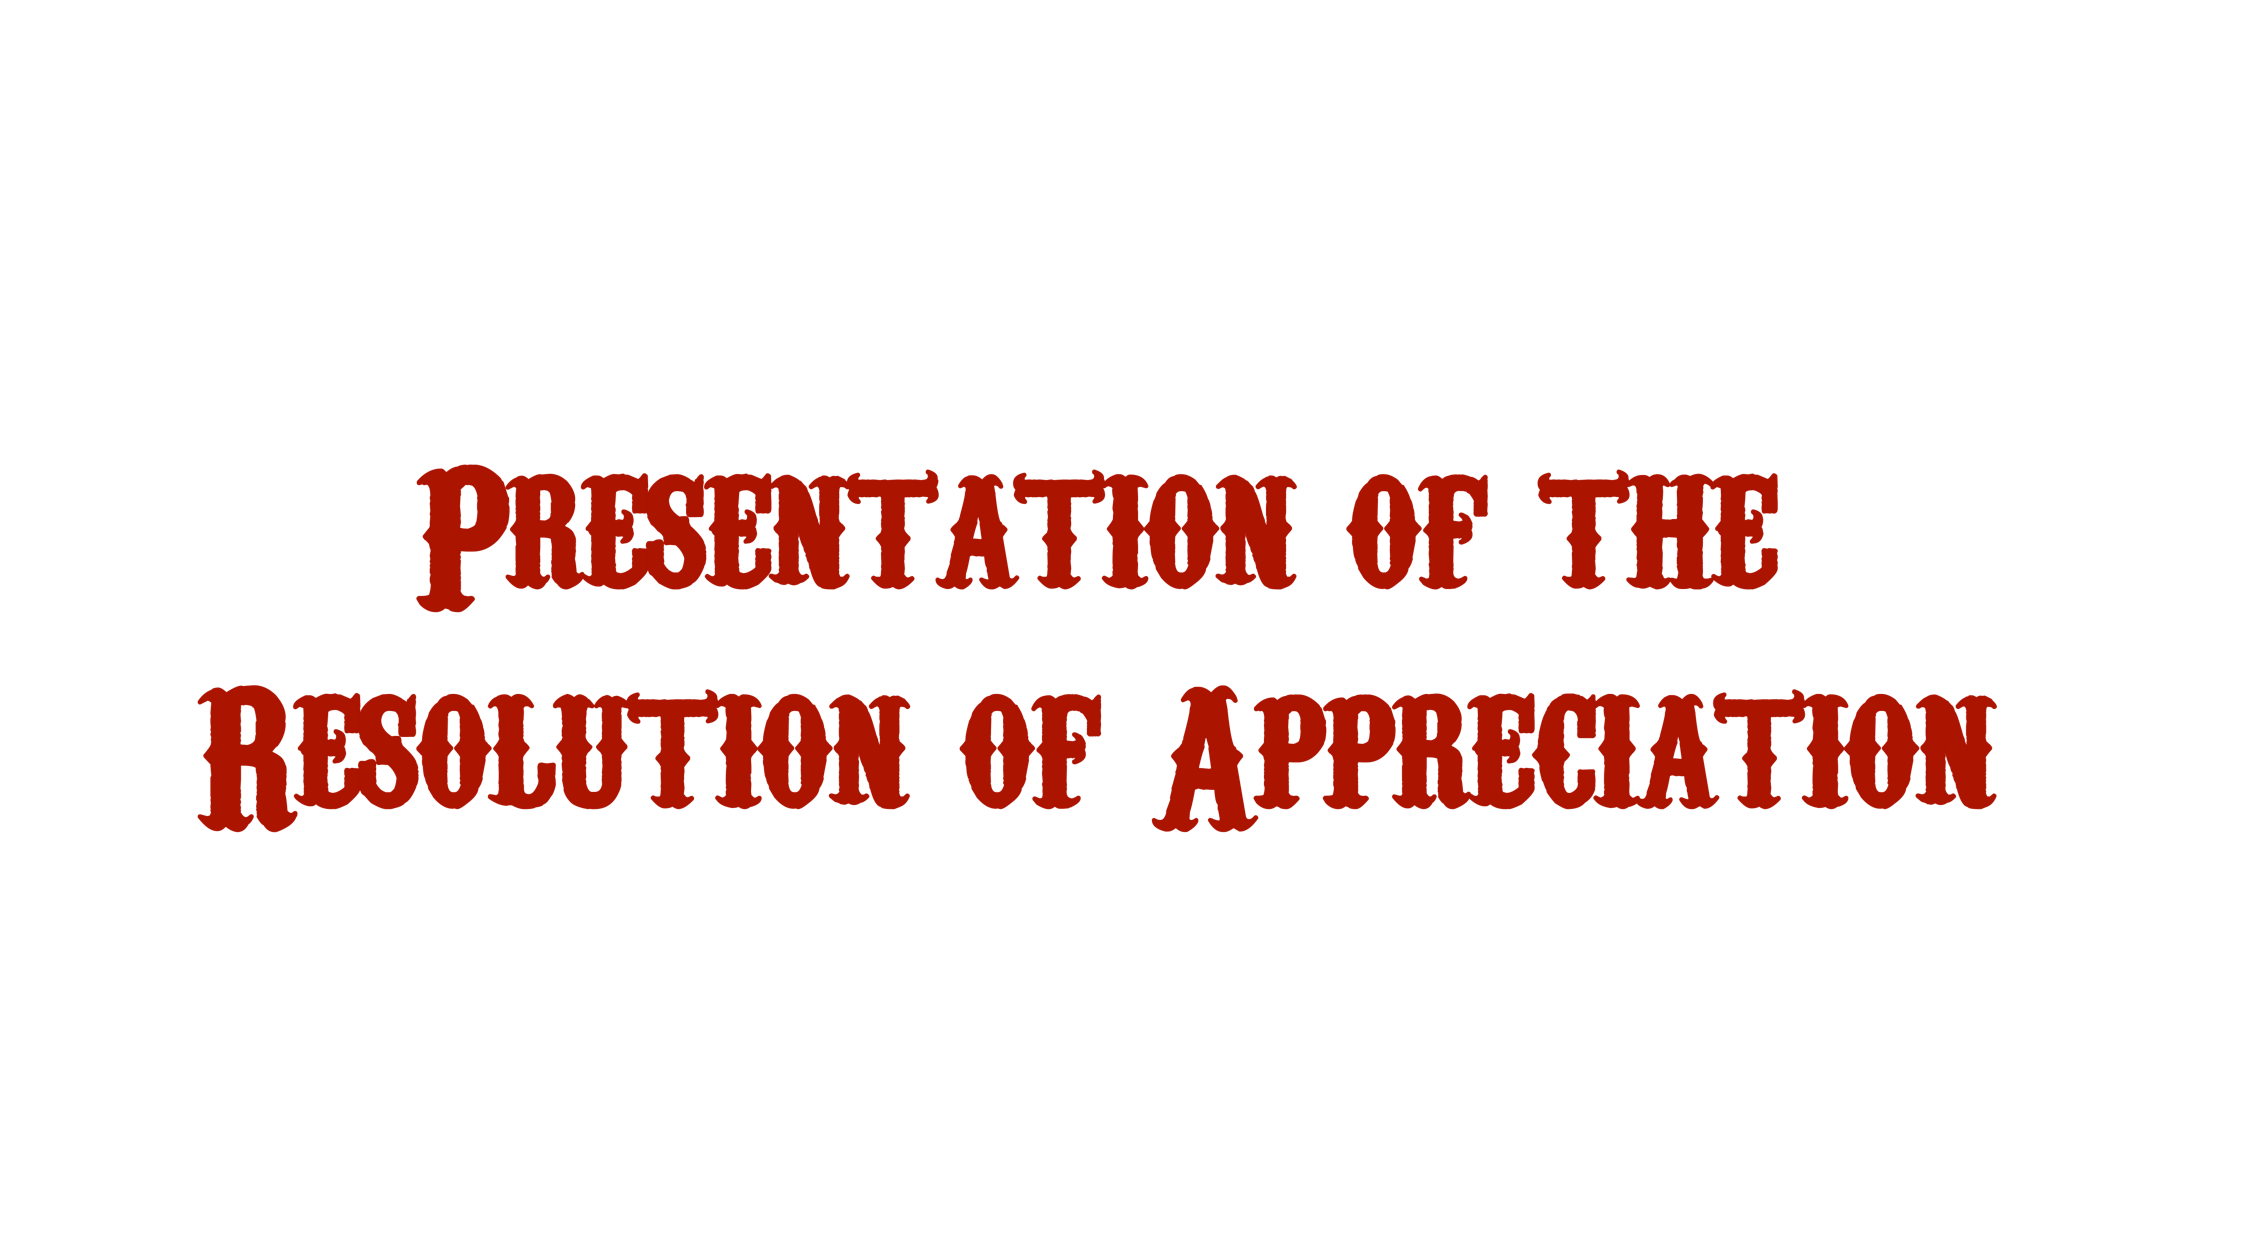 Presentation of the
Resolution of Appreciation